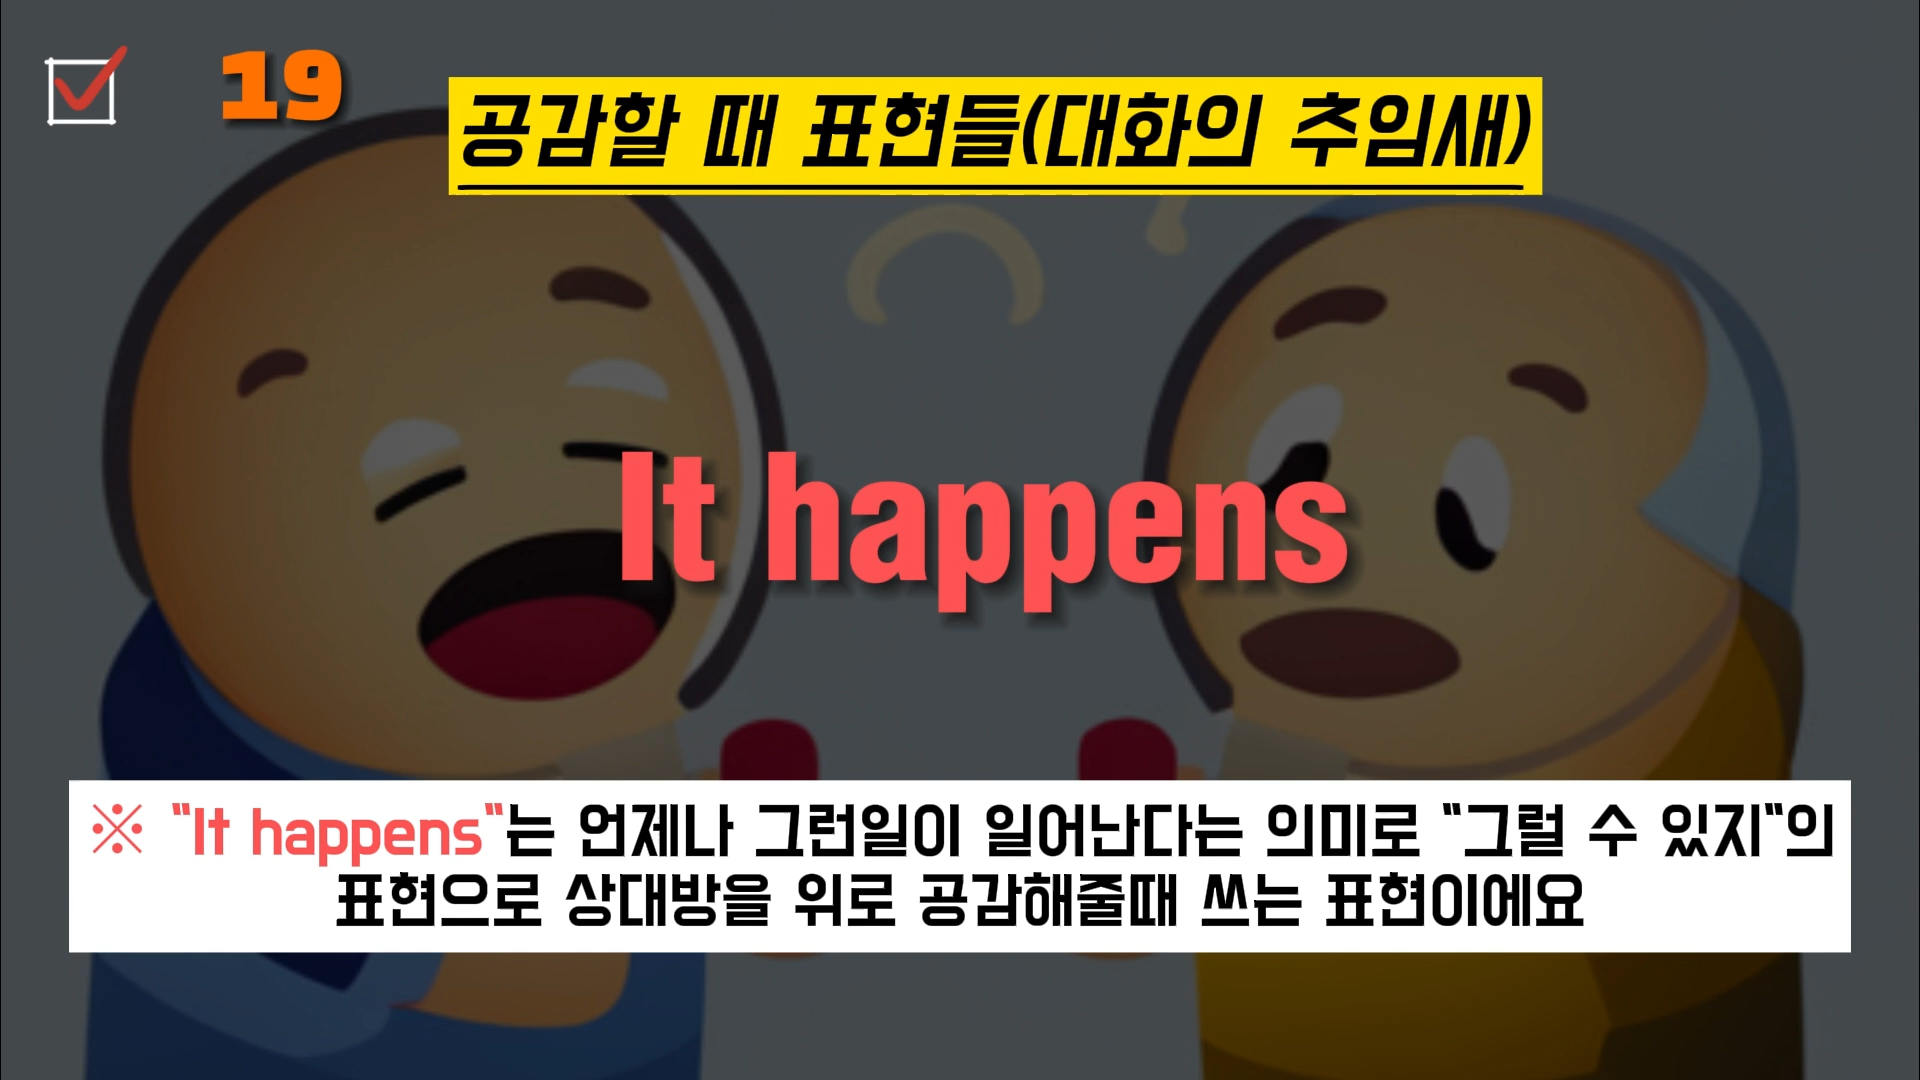 19
공감할 때 표현들(대화의 추임새)
It happens
※ "It happens"는 언제나 그런일이 일어난다는 의미로 "그럴 수 있지"의
표현으로 상대방을 위로 공감해줄때 쓰는 표현이에요